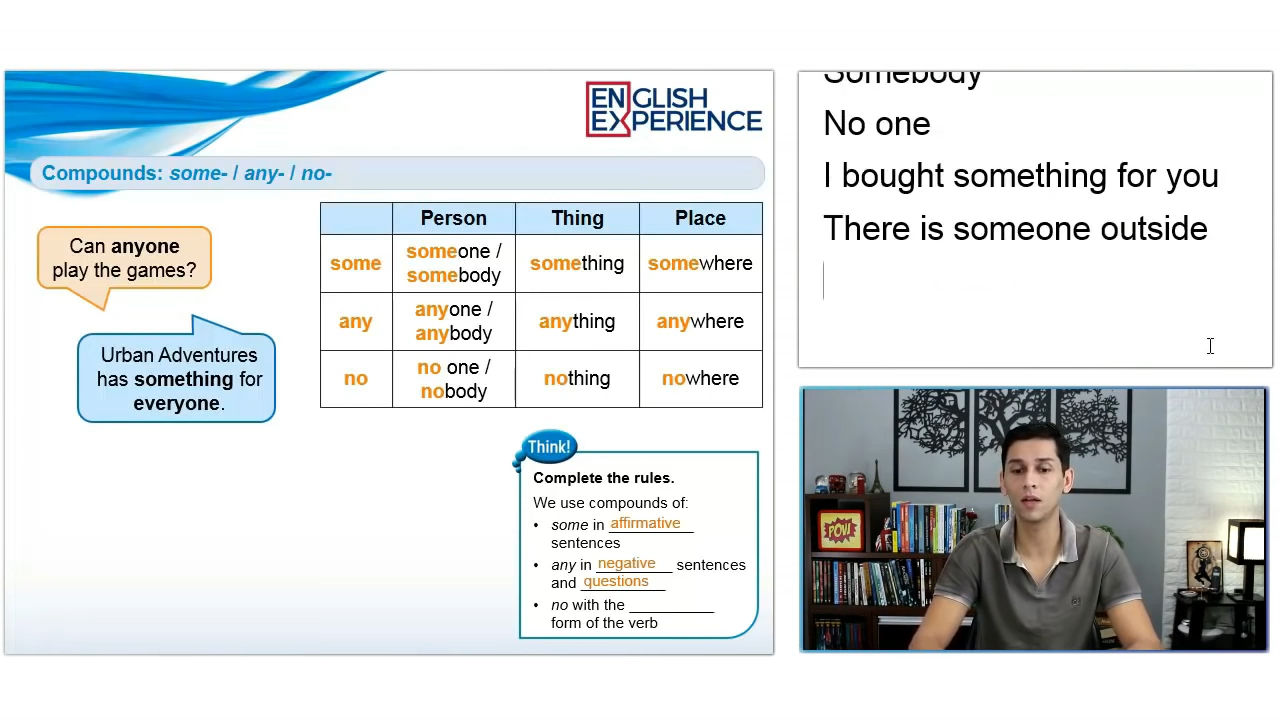 ENGLISH
EXPERIENCE
Compounds: some- / any- / no-
Can anyone
play the games?
Urban Adventures
has something for
everyone.
Person Thing Place
some someone / somebody something somewhere
any anyone / anybody anything anywhere
no no one / nobody nothing nowhere
Think!
Complete the rules.
We use compounds of:
• some in affirmative
sentences
• any in negative sentences
and questions
• no with the __________
form of the verb
Somebody
No one
I bought something for you
There is someone outside
POW!